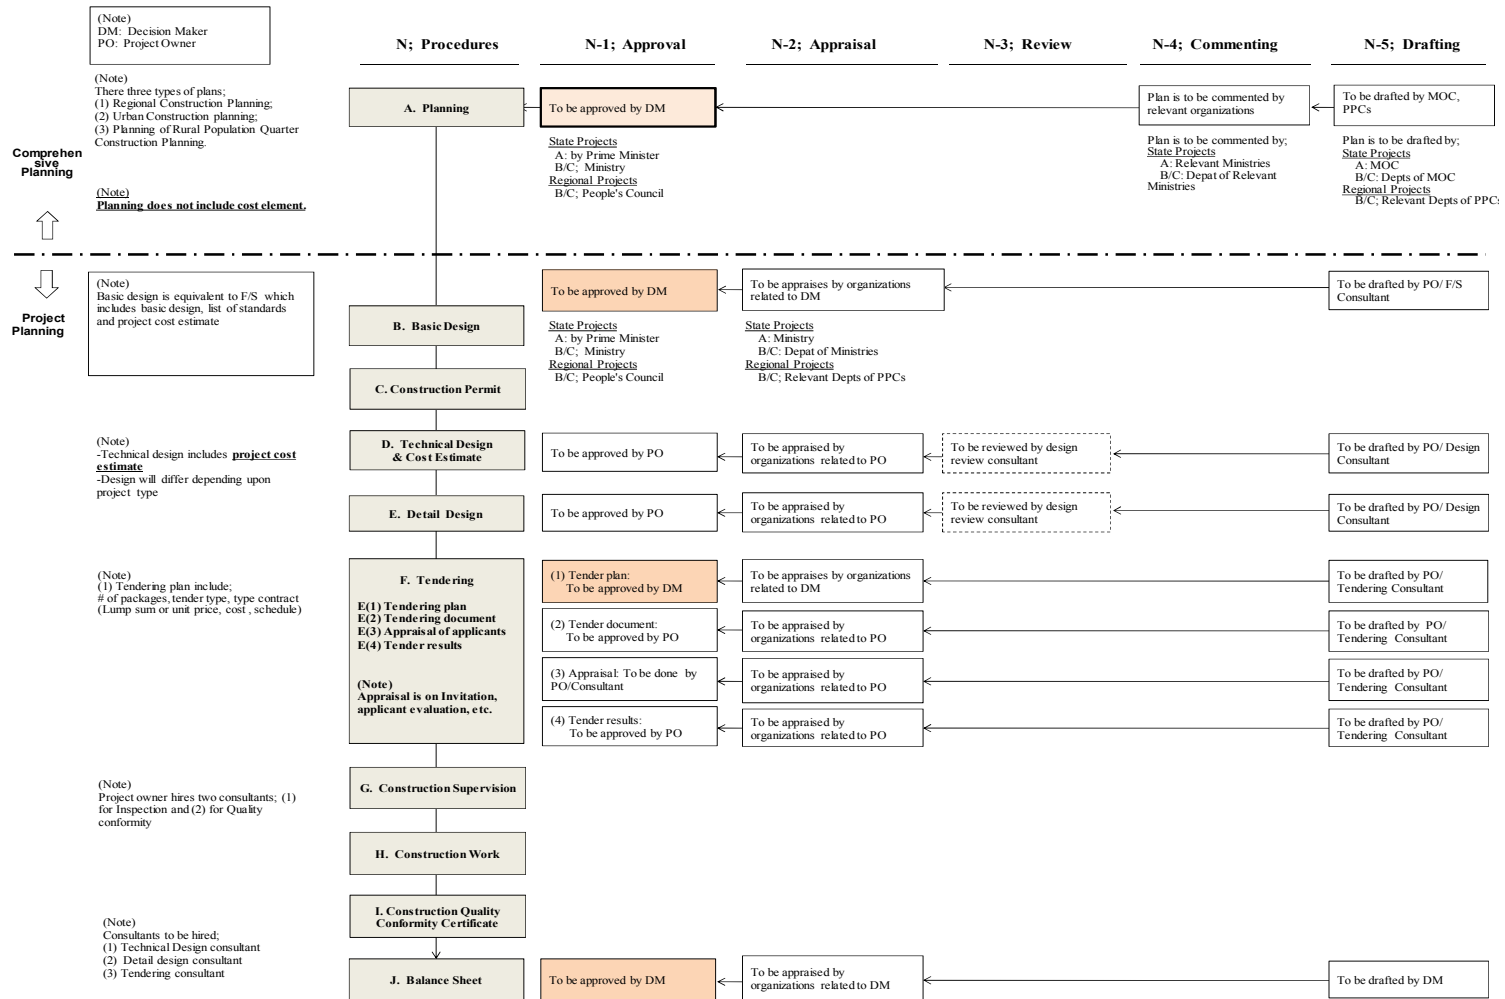 (Note)
DM: Decision Maker
PO: Project Owner
N; Procedures
N-1; Approval
N-2; Appraisal
N-3; Review
N-4; Commenting
N-5; Drafting
(Note)
There three types of plans;
(1) Regional Construction Planning;
(2) Urban Construction planning;
(3) Planning of Rural Population Quarter
Construction Planning.
(Note)
Planning does not include cost element.
Comprehen
sive
Planning
A. Planning
To be approved by DM
State Projects
A: by Prime Minister
B/C; Ministry
Regional Projects
B/C; People's Council
Plan is to be commented by
relevant organizations
Plan is to be commented by;
State Projects
A: Relevant Ministries
B/C: Depat of Relevant
Ministries
To be drafted by MOC,
PPCs
Plan is to be drafted by;
State Projects
A: MOC
B/C: Depts of MOC
Regional Projects
B/C; Relevant Depts of PPCs
Project
Planning
(Note)
Basic design is equivalent to F/S which
includes basic design, list of standards
and project cost estimate
B. Basic Design
To be approved by DM
State Projects
A: by Prime Minister
B/C; Ministry
Regional Projects
B/C; People's Council
To be appraises by organizations
related to DM
State Projects
A: Ministry
B/C: Depat of Ministries
Regional Projects
B/C; Relevant Depts of PPCs
To be drafted by PO/ F/S
Consultant
C. Construction Permit
(Note)
-Technical design includes project cost
estimate
-Design will differ depending upon
project type
D. Technical Design
& Cost Estimate
To be approved by PO
To be appraised by
organizations related to PO
To be reviewed by design
review consultant
To be drafted by PO/ Design
Consultant
E. Detail Design
To be approved by PO
To be appraised by
organizations related to PO
To be reviewed by design
review consultant
To be drafted by PO/ Design
Consultant
(Note)
(1) Tendering plan include;
# of packages, tender type, type contract
(Lump sum or unit price, cost , schedule)
F. Tendering
E(1) Tendering plan
E(2) Tendering document
E(3) Appraisal of applicants
E(4) Tender results
(Note)
Appraisal is on Invitation,
applicant evaluation, etc.
(1) Tender plan:
To be approved by DM
To be appraises by organizations
related to DM
To be drafted by PO/
Tendering Consultant
(2) Tender document:
To be approved by PO
To be appraised by
organizations related to PO
To be drafted by PO/
Tendering Consultant
(3) Appraisal: To be done by
PO/Consultant
To be appraised by
organizations related to PO
To be drafted by PO/
Tendering Consultant
(4) Tender results:
To be approved by PO
To be appraised by
organizations related to PO
To be drafted by PO/
Tendering Consultant
(Note)
Project owner hires two consultants; (1)
for Inspection and (2) for Quality
conformity
G. Construction Supervision
H. Construction Work
I. Construction Quality
Conformity Certificate
(Note)
Consultants to be hired;
(1) Technical Design consultant
(2) Detail design consultant
(3) Tendering consultant
J. Balance Sheet
To be approved by DM
To be appraised by
organizations related to DM
To be drafted by DM